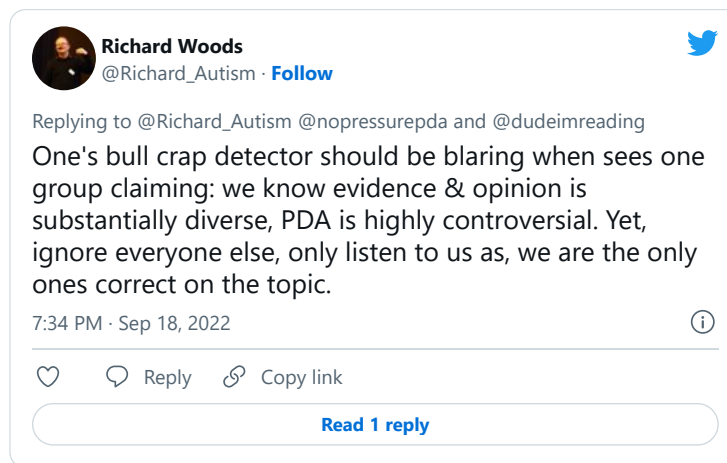 Richard Woods
@Richard_Autism · Follow
Replying to @Richard_Autism @nopressurepda and @dudeimreading
One's bull crap detector should be blaring when sees one
group claiming: we know evidence & opinion is
substantially diverse, PDA is highly controversial. Yet,
ignore everyone else, only listen to us as, we are the only
ones correct on the topic.
7:34 PM · Sep 18, 2022
Reply Copy link
Read 1 reply